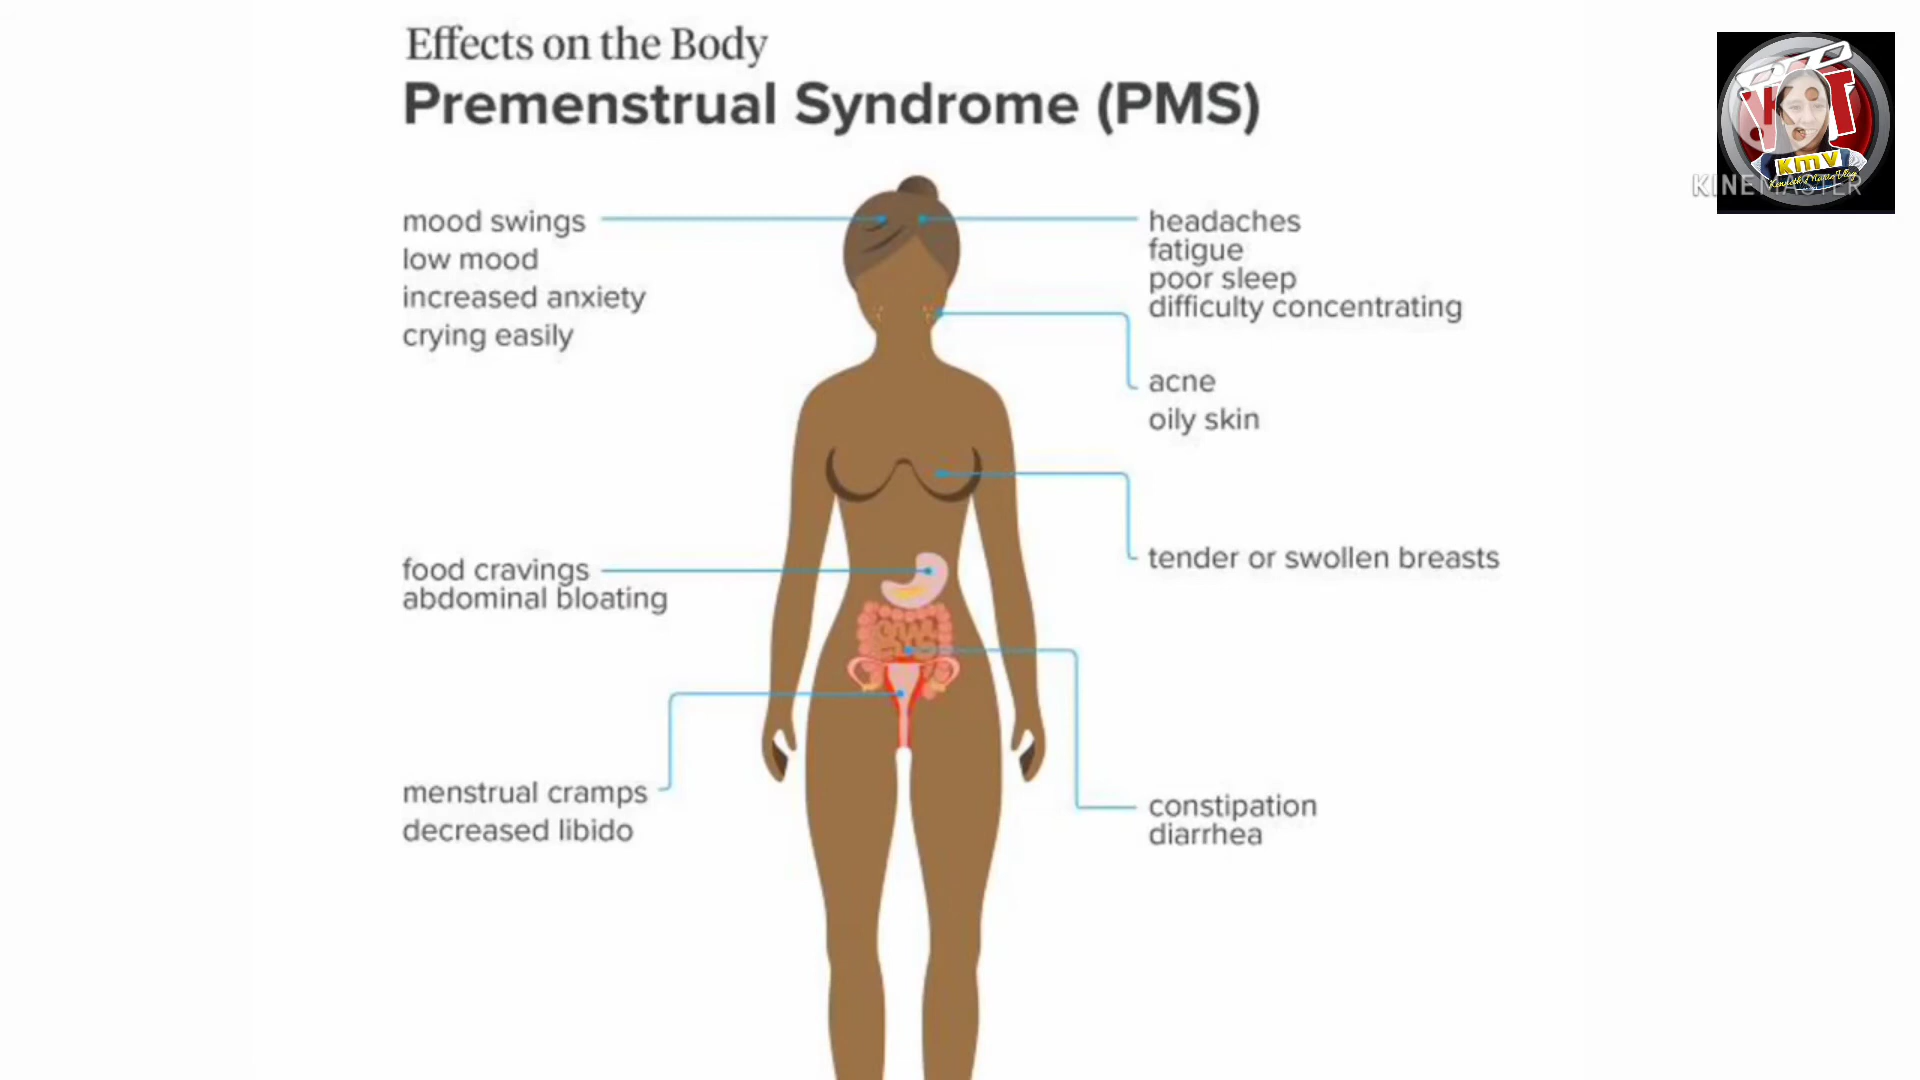 Effects on the Body
Premenstrual Syndrome (PMS)
mood swings
low mood
increased anxiety
crying easily
headaches
fatigue
poor sleep
difficulty concentrating
acne
oily skin
tender or swollen breasts
food cravings
abdominal bloating
menstrual cramps
decreased libido
constipation
diarrhea
KMV
KINEMASTER